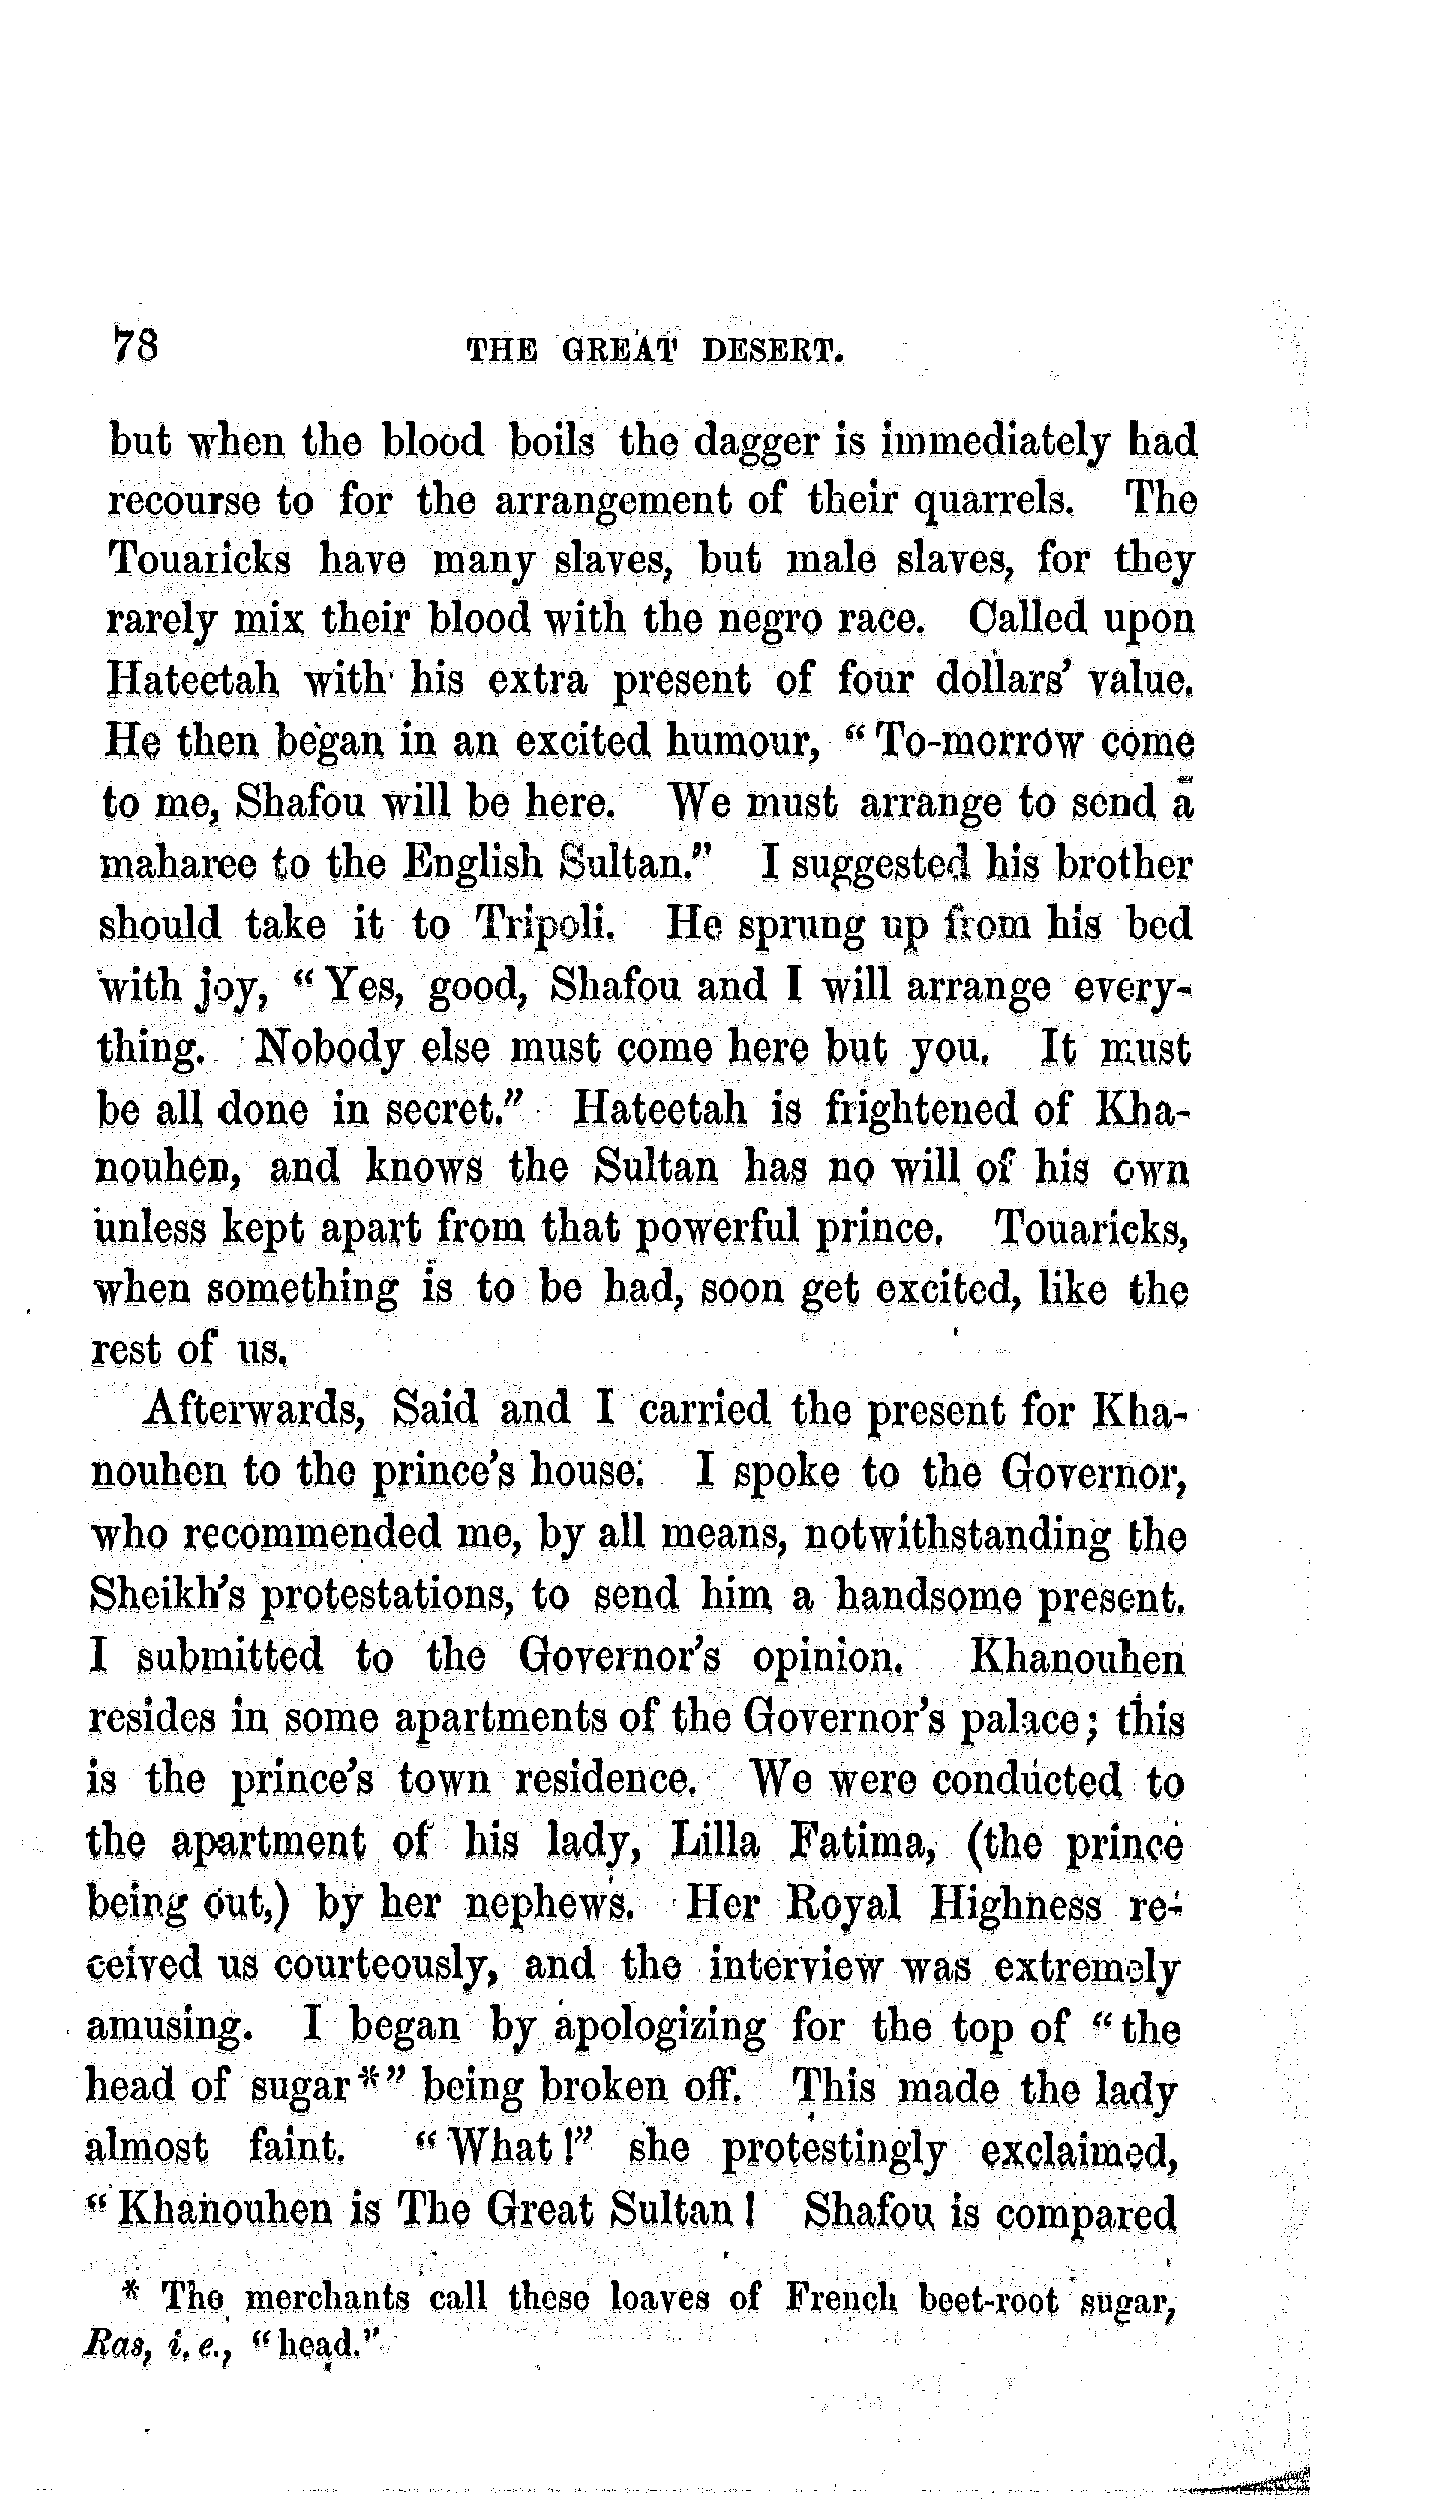 78 THE GREAT DESERT.
but when the blood boils the dagger is immediately had
recourse to for the arrangement of their quarrels. The
Touaricks have many slaves, but male slaves, for they
rarely mix their blood with the negro race. Called upon
Hateetah with his extra present of four dollars' value.
He then began in an excited humour, “To-morrow come
to me, Shafou will be here. We must arrange to send a
maharee to the English Sultan.” I suggested his brother
should take it to Tripoli. He sprung up from his bed
with joy, “Yes, good, Shafou and I will arrange every-
thing. Nobody else must come here but you. It must
be all done in secret.” Hateetah is frightened of Kha-
nouhen, and knows the Sultan has no will of his own
unless kept apart from that powerful prince. Touaricks,
when something is to be had, soon get excited, like the
rest of us.
Afterwards, Said and I carried the present for Kha-
nouhen to the prince's house. I spoke to the Governor,
who recommended me, by all means, notwithstanding the
Sheikh's protestations, to send him a handsome present.
I submitted to the Governor's opinion. Khanouhen
resides in some apartments of the Governor's palace; this
is the prince's town residence. We were conducted to
the apartment of his lady, Lilla Fatima, (the prince
being out,) by her nephews. Her Royal Highness re-
ceived us courteously, and the interview was extremely
amusing. I began by apologizing for the top of “the
head of sugar*” being broken off. This made the lady
almost faint. “What!” she protestingly exclaimed,
“Khanouhen is The Great Sultan! Shafou is compared
* The merchants call these loaves of French beet-root sugar,
Ras, i. e., “head.”